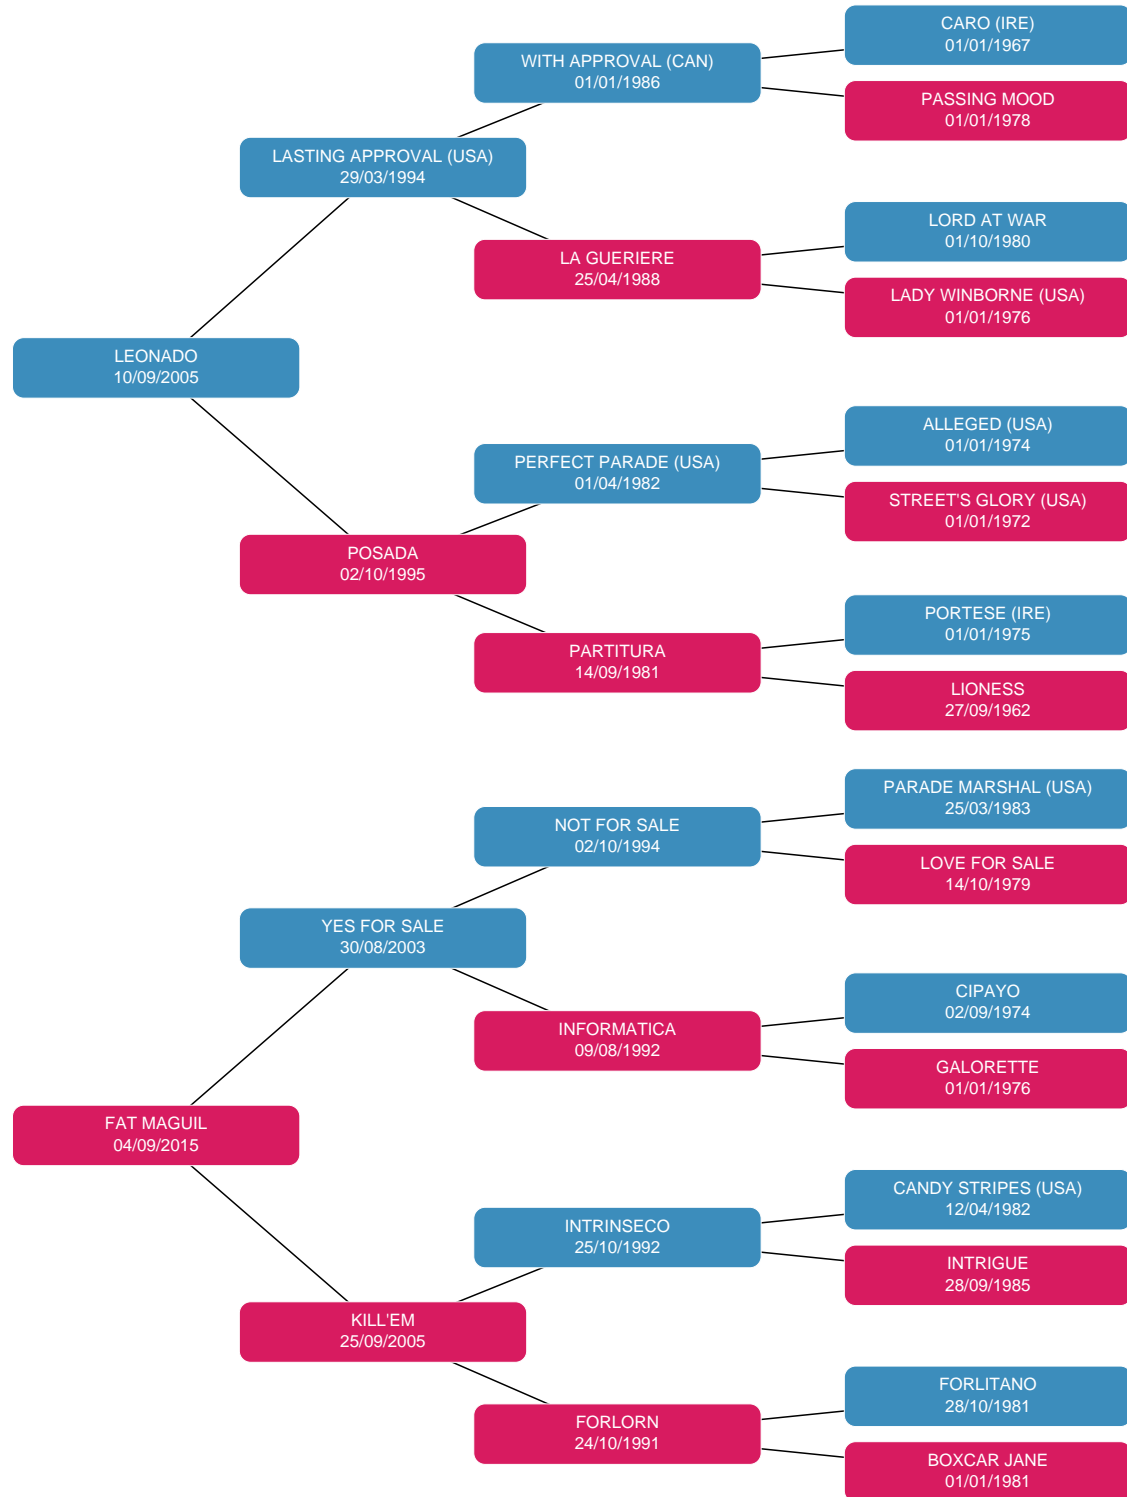 CARO (IRE)
01/01/1967
WITH APPROVAL (CAN)
01/01/1986
PASSING MOOD
01/01/1978
LASTING APPROVAL (USA)
29/03/1994
LORD AT WAR
01/10/1980
LA GUERIERE
25/04/1988
LADY WINBORNE (USA)
01/01/1976
LEONADO
10/09/2005
ALLEGED (USA)
01/01/1974
PERFECT PARADE (USA)
01/04/1982
STREET'S GLORY (USA)
01/01/1972
POSADA
02/10/1995
PORTESE (IRE)
01/01/1975
PARTITURA
14/09/1981
LIONESS
27/09/1962
PARADE MARSHAL (USA)
25/03/1983
NOT FOR SALE
02/10/1994
LOVE FOR SALE
14/10/1979
YES FOR SALE
30/08/2003
CIPAYO
02/09/1974
INFORMATICA
09/08/1992
GALORETTE
01/01/1976
FAT MAGUIL
04/09/2015
CANDY STRIPES (USA)
12/04/1982
INTRINSECO
25/10/1992
INTRIGUE
28/09/1985
KILL'EM
25/09/2005
FORLITANO
28/10/1981
FORLORN
24/10/1991
BOXCAR JANE
01/01/1981